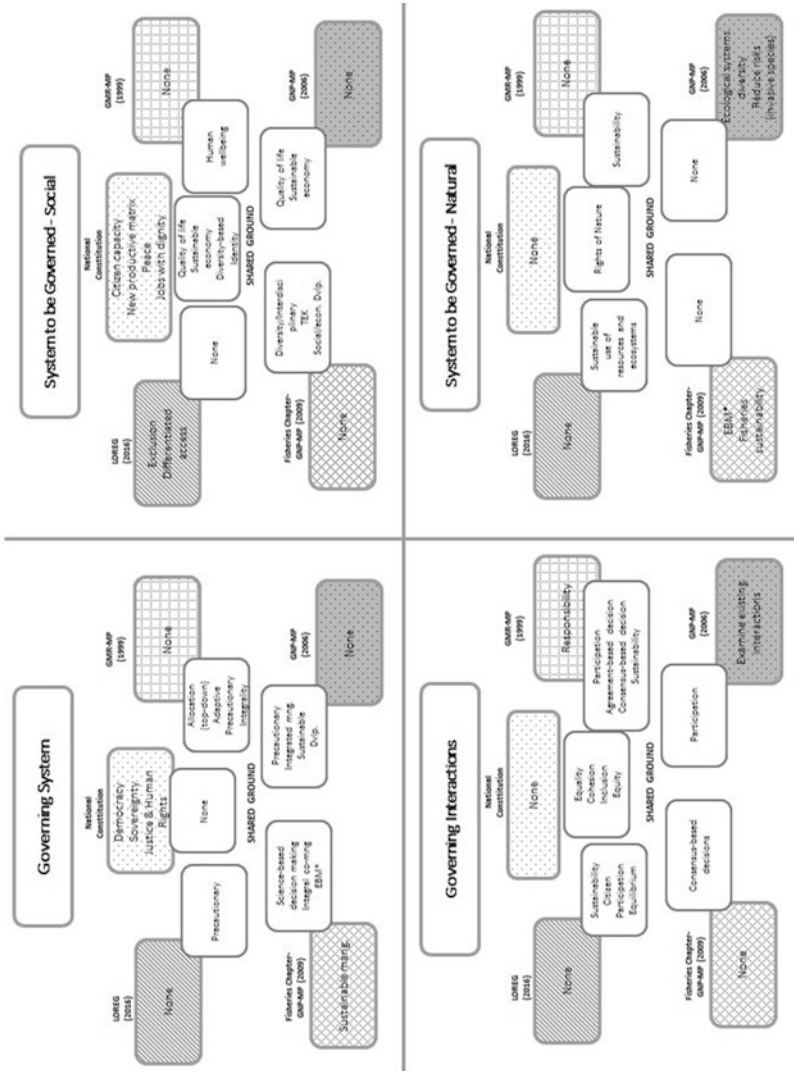 Governing System
National
Constitution
LOREG
(2016)
GMR-MP
(1999)
None
Democracy
Sovereignty
Justice & Human
Rights
None
Precautionary
None
Allocation
(top-down)
Adaptive
Precautionary
Integrality
SHARED GROUND
Fisheries Chapter-
GNP-MP (2009)
GNP-MP
(2006)
Sustainable mang.
Science-based
decision making
Integral co-mng
EBM*
Precautionary
Integrated mng.
Sustainable
Dvlp.
None
System to be Governed - Social
National
Constitution
LOREG
(2016)
GMR-MP
(1999)
Exclusion
Differentiated
access
Citizen capacity
New productive matrix
Peace
Jobs with dignity
None
None
Quality of life
Sustainable
economy
Diversity-based
Identity
Human
wellbeing
SHARED GROUND
Fisheries Chapter-
GNP-MP (2009)
GNP-MP
(2006)
None
Diversity/Interdisci
plinary
TEK
Social/econ. Dvlp.
Quality of life
Sustainable
economy
None
Governing Interactions
National
Constitution
LOREG
(2016)
GMR-MP
(1999)
None
None
Responsibility
Sustainability
Citizen
Participation
Equilibrium
Equality
Cohesion
Inclusion
Equity
Participation
Agreement-based decision
Consensus-based decision
Sustainability
SHARED GROUND
Fisheries Chapter-
GNP-MP (2009)
GNP-MP
(2006)
None
Consensus-based
decisions
Participation
Examine existing
interactions
System to be Governed - Natural
National
Constitution
LOREG
(2016)
GMR-MP
(1999)
None
None
None
Sustainable
use of
resources and
ecosystems
Rights of Nature
Sustainability
SHARED GROUND
Fisheries Chapter-
GNP-MP (2009)
GNP-MP
(2006)
EBM*
Fisheries
sustainability
None
None
Ecological systems.
diversity
Reduce risks
(invasive species)